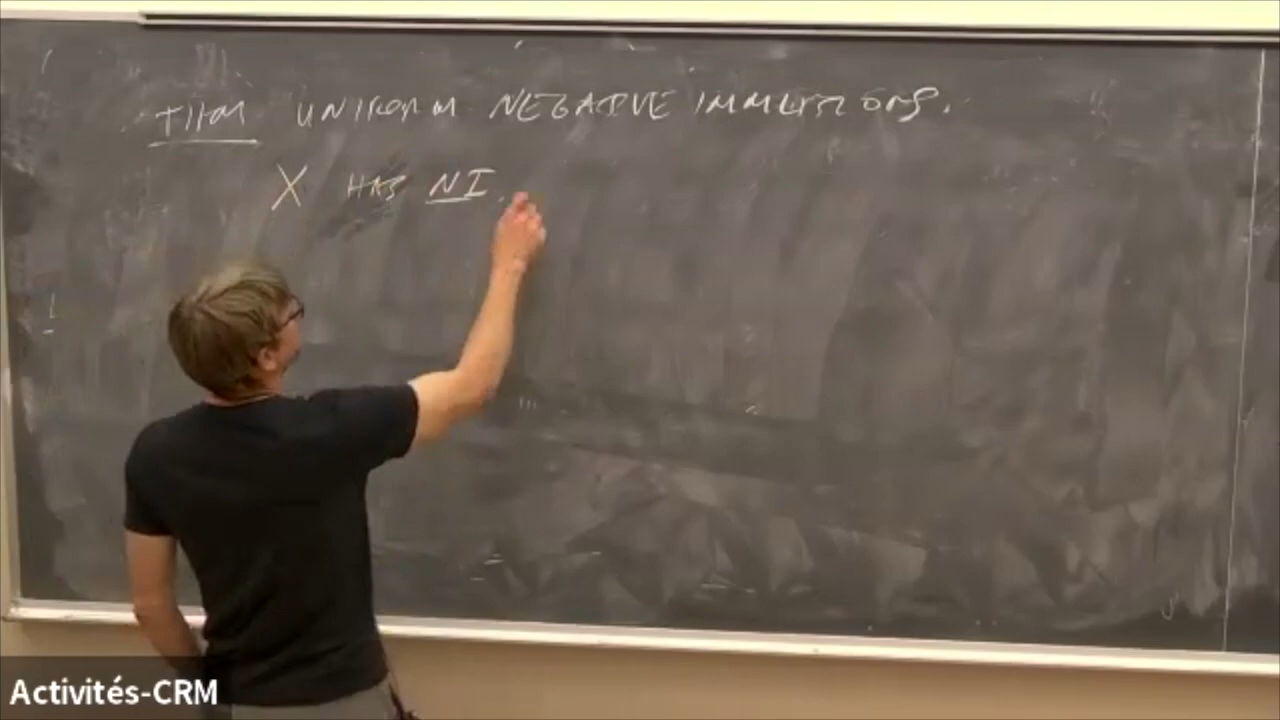 THM UNIFORM NEGATIVE IMMERSIONS.
X HAS NI.
Activités-CRM